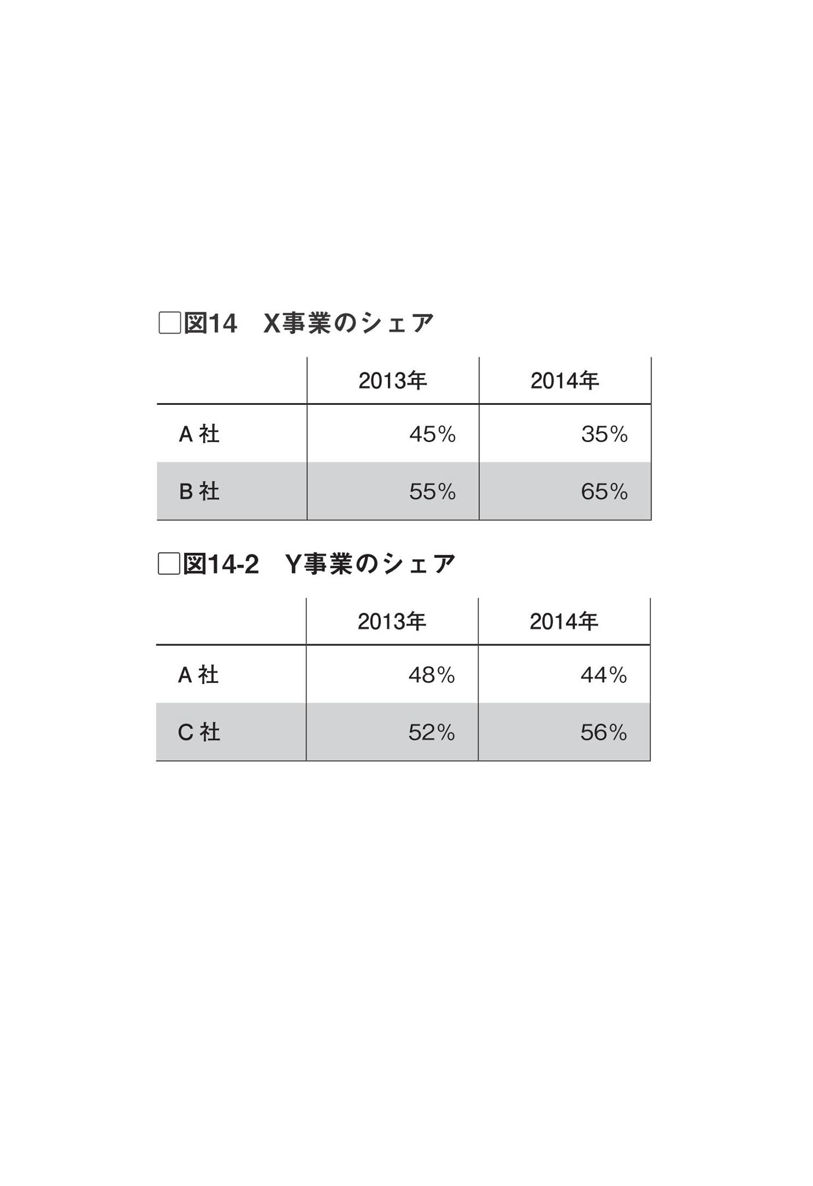 □図14　X事業のシェア
2013年　2014年
A 社　45%　35%
B 社　55%　65%
□図14-2　Y事業のシェア
2013年　2014年
A 社　48%　44%
C 社　52%　56%